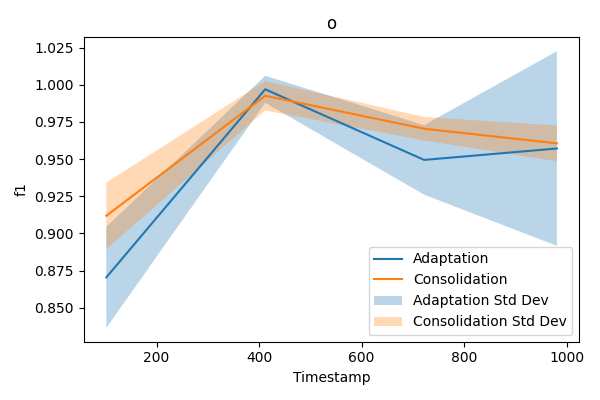 o
f1
1.025
1.000
0.975
0.950
0.925
0.900
0.875
0.850
Adaptation
Consolidation
Adaptation Std Dev
Consolidation Std Dev
200 400 600 800 1000
Timestamp